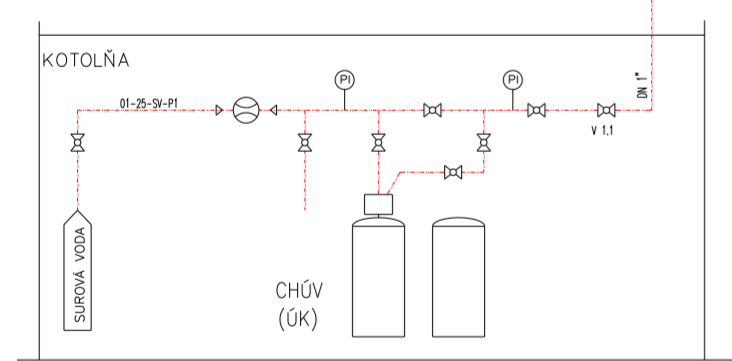 KOTOLŇA
PI
PI
01-25-SV-P1
DN 1"
V 1.1
SUROVÁ VODA
CHÚV
(ÚK)